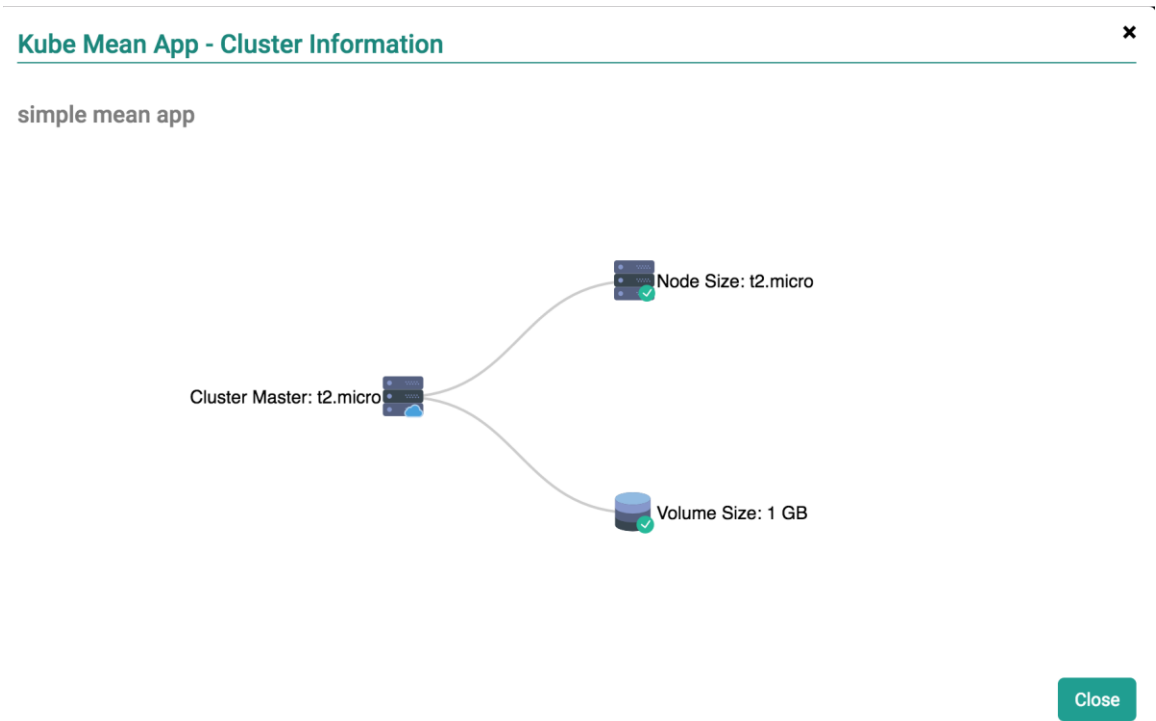 Kube Mean App - Cluster Information
simple mean app
Node Size: t2.micro
Cluster Master: t2.micro
Volume Size: 1 GB
Close